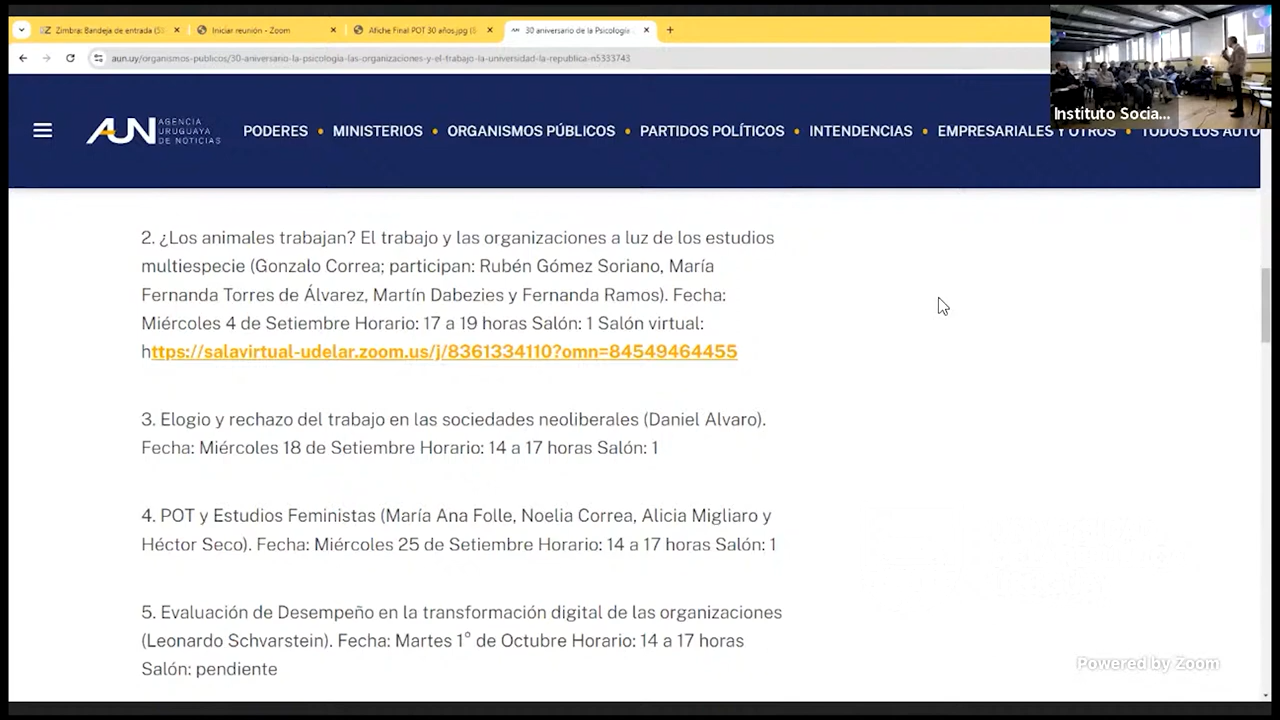 Zimbra: Bandeja de entrada (5
Iniciar reunión - Zoom
Afiche Final POT 30 años.jpg (5
30 aniversario de la Psicología
aun.uy/organismos-publicos/30-aniversario-la-psicologia-las-organizaciones-y-el-trabajo-la-universidad-la-republica-n5333743
Instituto Socia...
AUN AGENCIA
URUGUAYA
DE NOTICIAS
PODERES • MINISTERIOS • ORGANISMOS PÚBLICOS • PARTIDOS POLÍTICOS • INTENDENCIAS • EMPRESARIALES Y OTROS • TODOS LOS AUTO
2. ¿Los animales trabajan? El trabajo y las organizaciones a luz de los estudios
multiespecie (Gonzalo Correa; participan: Rubén Gómez Soriano, María
Fernanda Torres de Álvarez, Martín Dabezies y Fernanda Ramos). Fecha:
Miércoles 4 de Setiembre Horario: 17 a 19 horas Salón: 1 Salón virtual:
https://salavirtual-udelar.zoom.us/j/8361334110?omn=84549464455
3. Elogio y rechazo del trabajo en las sociedades neoliberales (Daniel Alvaro).
Fecha: Miércoles 18 de Setiembre Horario: 14 a 17 horas Salón: 1
4. POT y Estudios Feministas (María Ana Folle, Noelia Correa, Alicia Migliaro y
Héctor Seco). Fecha: Miércoles 25 de Setiembre Horario: 14 a 17 horas Salón: 1
5. Evaluación de Desempeño en la transformación digital de las organizaciones
(Leonardo Schvarstein). Fecha: Martes 1° de Octubre Horario: 14 a 17 horas
Salón: pendiente
Powered by Zoom